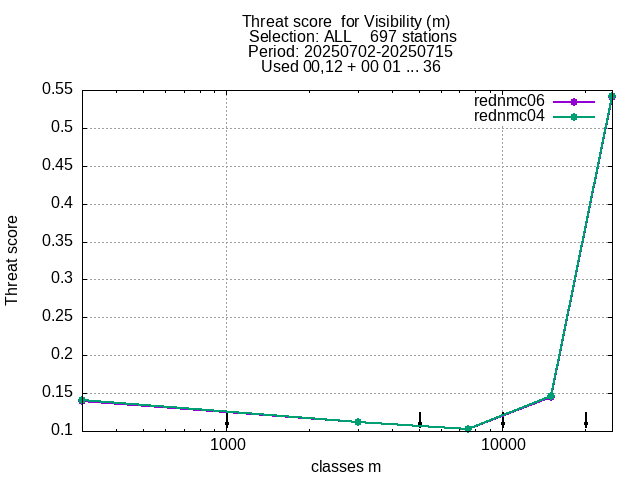 Threat score  for Visibility (m)
Selection: ALL    697 stations
Period: 20250702-20250715
Used 00,12 + 00 01 ... 36
rednmc06
rednmc04
0.55
0.5
0.45
0.4
0.35
0.3
0.25
0.2
0.15
0.1
Threat score
1000
10000
classes m